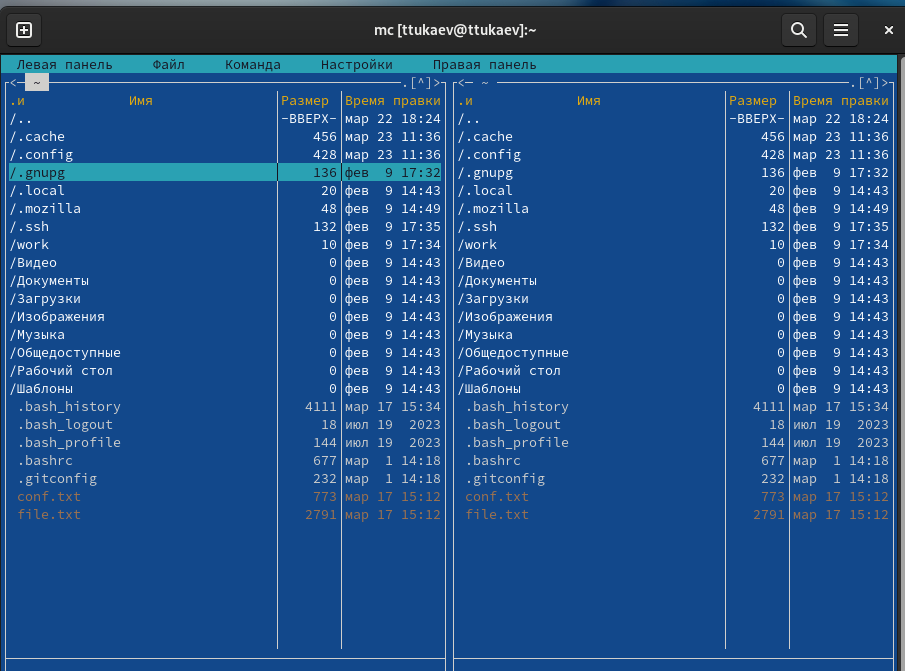 mc [ttukaev@ttukaev]:~
Левая панель Файл Команда Настройки Правая панель
<— ~ .[^]>
.и Имя Размер Время правки
/.. -ВВЕРХ- мар 22 18:24
/.cache 456 мар 23 11:36
/.config 428 мар 23 11:36
/.gnupg 136 фев 9 17:32
/.local 20 фев 9 14:43
/.mozilla 48 фев 9 14:49
/.ssh 132 фев 9 17:35
/work 10 фев 9 17:34
/Видео 0 фев 9 14:43
/Документы 0 фев 9 14:43
/Загрузки 0 фев 9 14:43
/Изображения 0 фев 9 14:43
/Музыка 0 фев 9 14:43
/Общедоступные 0 фев 9 14:43
/Рабочий стол 0 фев 9 14:43
/Шаблоны 0 фев 9 14:43
.bash_history 4111 мар 17 15:34
.bash_logout 18 июл 19 2023
.bash_profile 144 июл 19 2023
.bashrc 677 мар 1 14:18
.gitconfig 232 мар 1 14:18
conf.txt 773 мар 17 15:12
file.txt 2791 мар 17 15:12
<— ~ .[^]>
.и Имя Размер Время правки
/.. -ВВЕРХ- мар 22 18:24
/.cache 456 мар 23 11:36
/.config 428 мар 23 11:36
/.gnupg 136 фев 9 17:32
/.local 20 фев 9 14:43
/.mozilla 48 фев 9 14:49
/.ssh 132 фев 9 17:35
/work 10 фев 9 17:34
/Видео 0 фев 9 14:43
/Документы 0 фев 9 14:43
/Загрузки 0 фев 9 14:43
/Изображения 0 фев 9 14:43
/Музыка 0 фев 9 14:43
/Общедоступные 0 фев 9 14:43
/Рабочий стол 0 фев 9 14:43
/Шаблоны 0 фев 9 14:43
.bash_history 4111 мар 17 15:34
.bash_logout 18 июл 19 2023
.bash_profile 144 июл 19 2023
.bashrc 677 мар 1 14:18
.gitconfig 232 мар 1 14:18
conf.txt 773 мар 17 15:12
file.txt 2791 мар 17 15:12